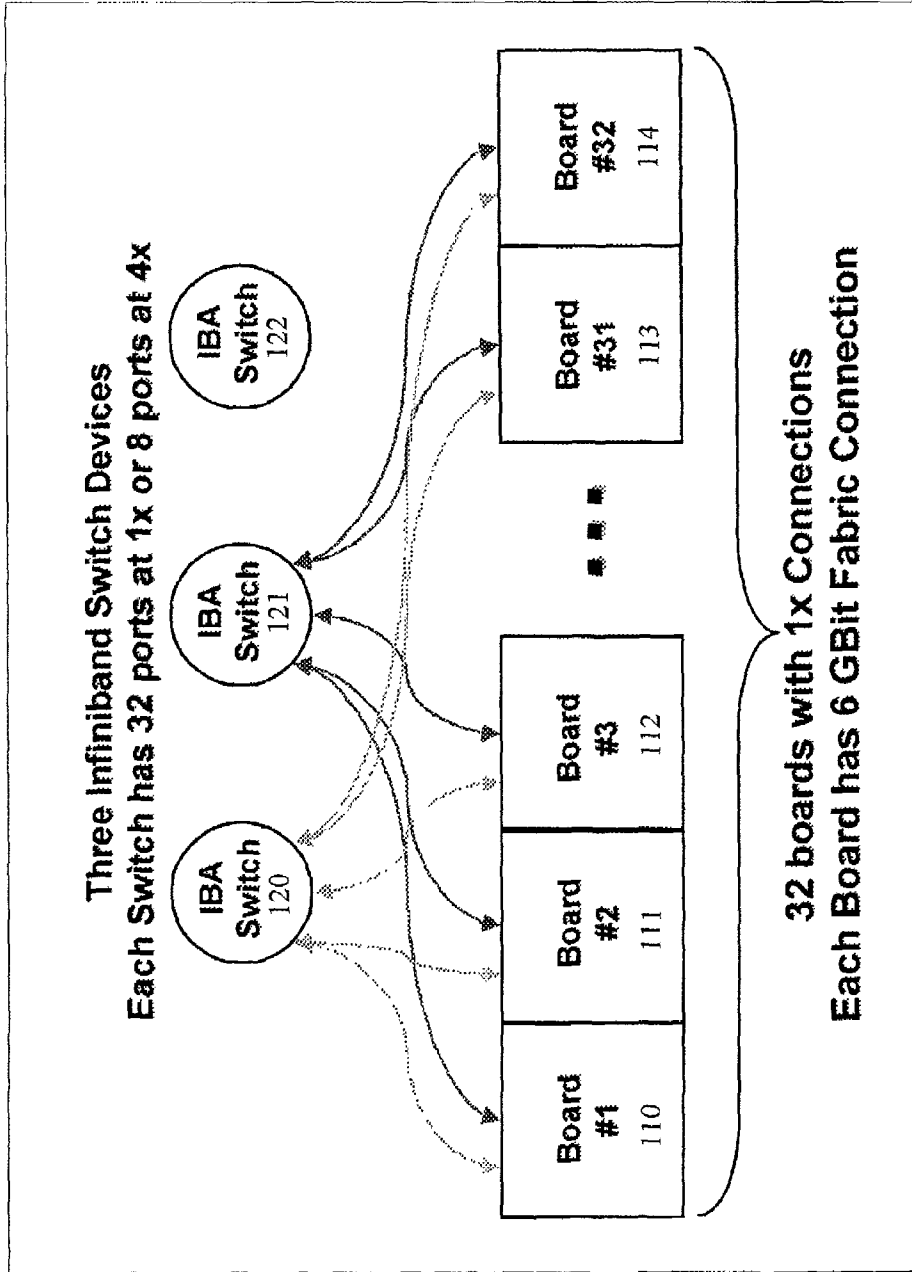 Three Infiniband Switch Devices
Each Switch has 32 ports at 1x or 8 ports at 4x
IBA
Switch
120
IBA
Switch
121
IBA
Switch
122
Board
#1
110
Board
#2
111
Board
#3
112
Board
#31
113
Board
#32
114
32 boards with 1x Connections
Each Board has 6 GBit Fabric Connection